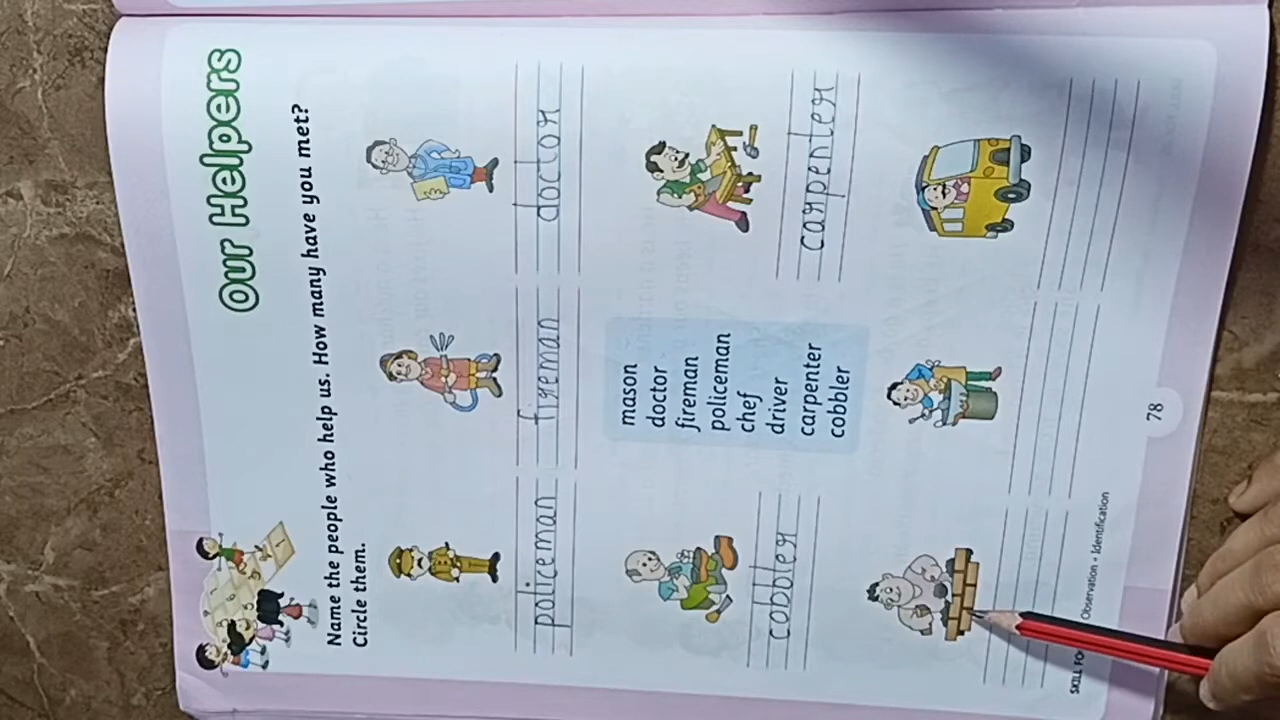 Our Helpers
Name the people who help us. How many have you met?
Circle them.
policeman fireman doctor
mason
doctor
fireman
policeman
chef
driver
carpenter
cobbler
cobbler carpenter
Observation • Identification
78